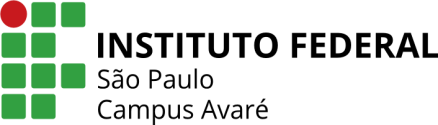 INSTITUTO FEDERAL
São Paulo
Campus Avaré